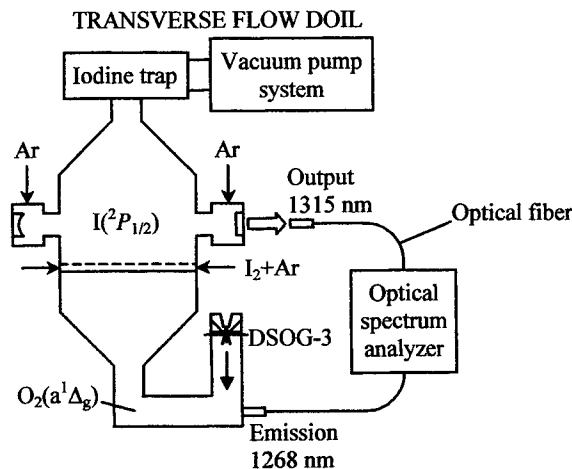 TRANSVERSE FLOW DOIL
Iodine trap
Vacuum pump
system
Ar
Ar
Output
1315 nm
Optical fiber
I(²P₁/₂)
I₂+Ar
Optical
spectrum
analyzer
DSOG-3
O₂(a¹Δg)
Emission
1268 nm